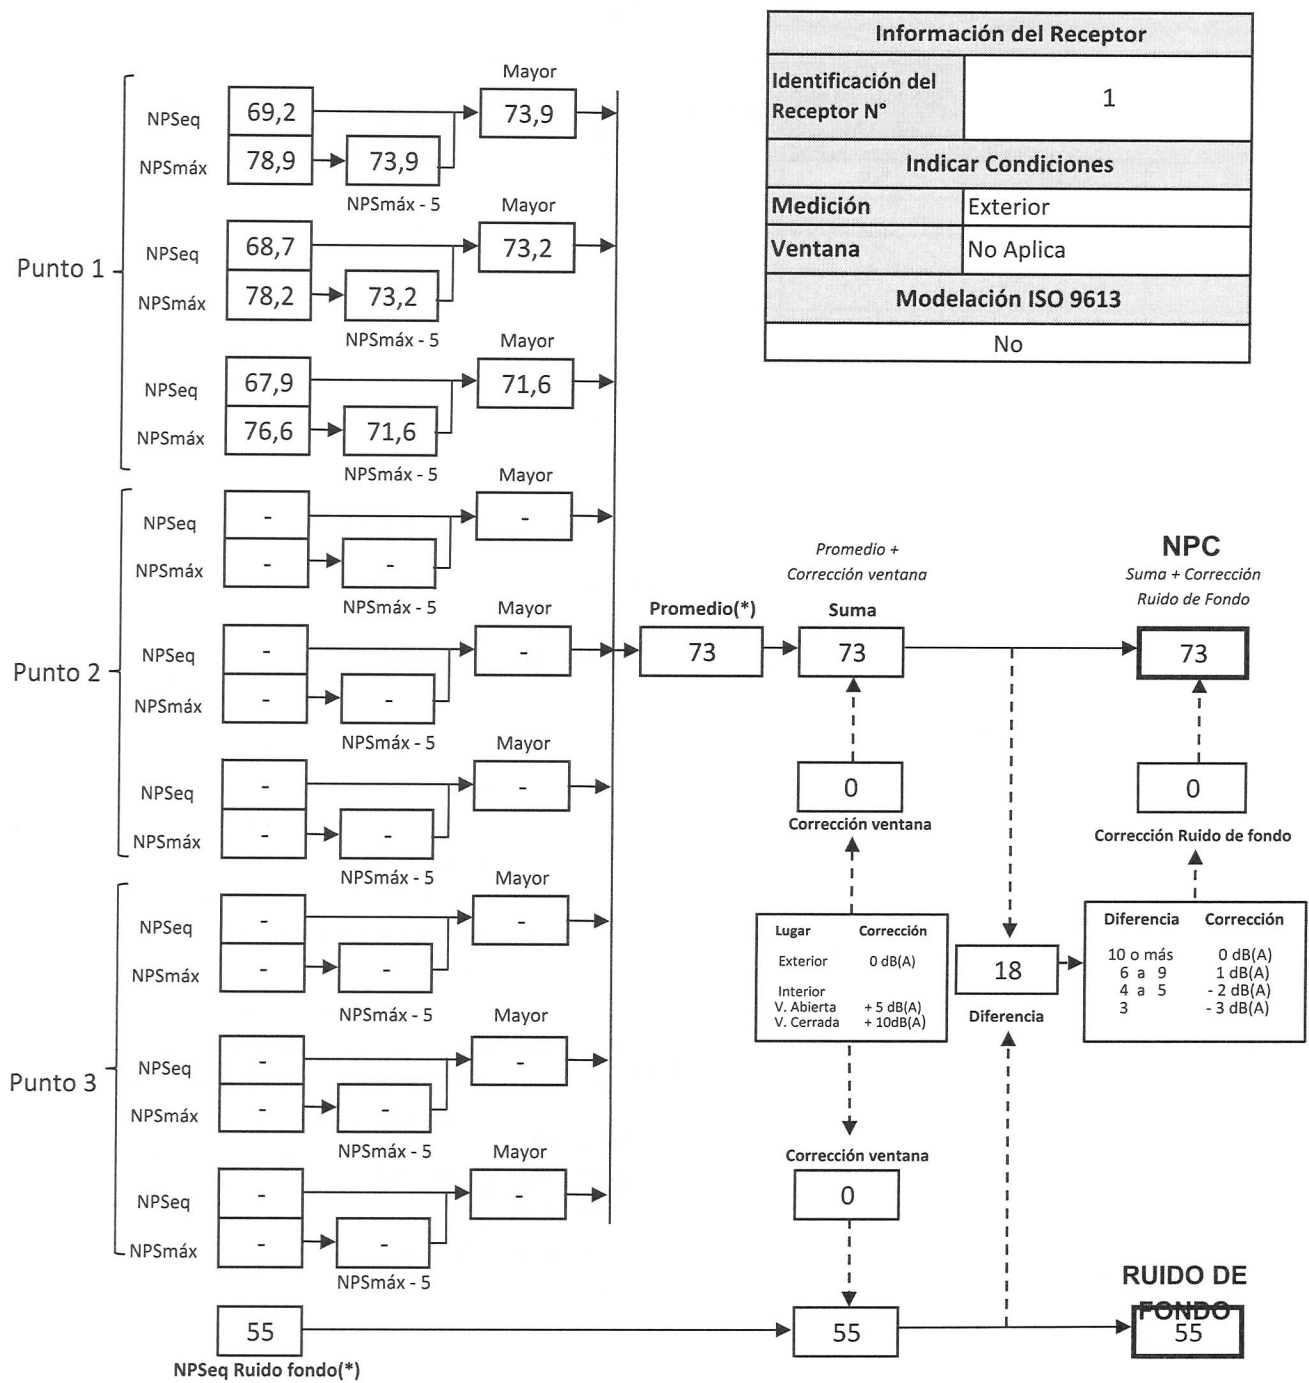 Información del Receptor
Identificación del
Receptor N°
1
Indicar Condiciones
Medición
Exterior
Ventana
No Aplica
Modelación ISO 9613
No
Punto 1
Mayor
NPSeq
69,2
73,9
NPSmáx
78,9
73,9
NPSmáx - 5
Mayor
NPSeq
68,7
73,2
NPSmáx
78,2
73,2
NPSmáx - 5
Mayor
NPSeq
67,9
71,6
NPSmáx
76,6
71,6
NPSmáx - 5
Punto 2
Mayor
NPSeq
-
-
NPSmáx
-
-
NPSmáx - 5
Mayor
NPSeq
-
-
NPSmáx
-
-
NPSmáx - 5
Mayor
NPSeq
-
-
NPSmáx
-
-
NPSmáx - 5
Punto 3
Mayor
NPSeq
-
-
NPSmáx
-
-
NPSmáx - 5
Mayor
NPSeq
-
-
NPSmáx
-
-
NPSmáx - 5
Mayor
NPSeq
-
-
NPSmáx
-
-
NPSmáx - 5
Promedio(*)
73
Promedio +
Corrección ventana
Suma
73
0
Corrección ventana
NPC
Suma + Corrección
Ruido de Fondo
73
0
Corrección Ruido de fondo
Lugar Corrección
Exterior 0 dB(A)
Interior
V. Abierta + 5 dB(A)
V. Cerrada + 10dB(A)
18
Diferencia
Diferencia Corrección
10 o más 0 dB(A)
6 a 9 1 dB(A)
4 a 5 - 2 dB(A)
3 - 3 dB(A)
Corrección ventana
0
55
NPSeq Ruido fondo(*)
55
RUIDO DE
FONDO
55